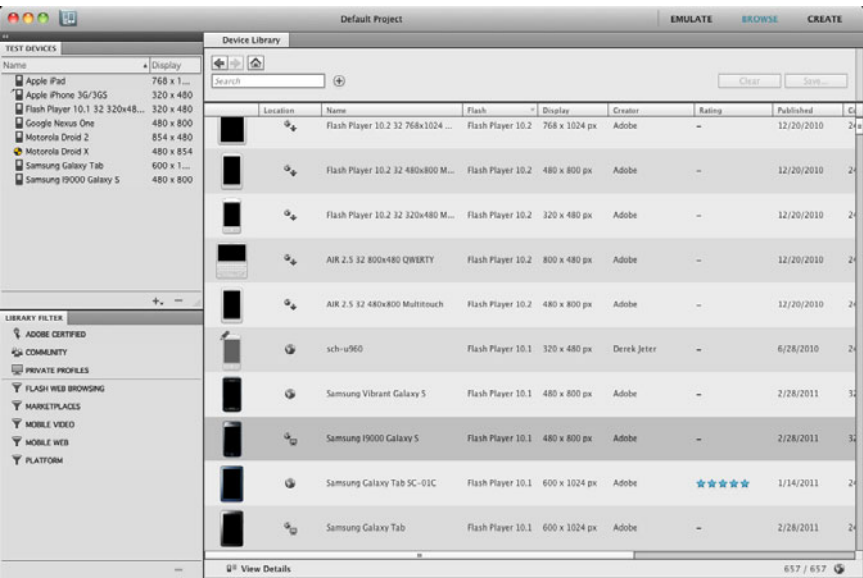 Default Project
EMULATE BROWSE CREATE
TEST DEVICES
Name Display
Apple iPad 768 x 1...
Apple iPhone 3G/3GS 320 x 480
Flash Player 10.1 32 320x48... 320 x 480
Google Nexus One 480 x 800
Motorola Droid 2 854 x 480
Motorola Droid X 480 x 854
Samsung Galaxy Tab 600 x 1...
Samsung I9000 Galaxy S 480 x 800
LIBRARY FILTER
ADOBE CERTIFIED
COMMUNITY
PRIVATE PROFILES
FLASH WEB BROWSING
MARKETPLACES
MOBILE VIDEO
MOBILE WEB
PLATFORM
Device Library
Search
Clear Save...
Location Name Flash Display Creator Rating Published
Flash Player 10.2 32 768x1024 ... Flash Player 10.2 768 x 1024 px Adobe – 12/20/2010 24
Flash Player 10.2 32 480x800 M... Flash Player 10.2 480 x 800 px Adobe – 12/20/2010 24
Flash Player 10.2 32 320x480 M... Flash Player 10.2 320 x 480 px Adobe – 12/20/2010 24
AIR 2.5 32 800x480 QWERTY Flash Player 10.2 800 x 480 px Adobe – 12/20/2010 24
AIR 2.5 32 480x800 Multitouch Flash Player 10.2 480 x 800 px Adobe – 12/20/2010 24
sch-u960 Flash Player 10.1 320 x 480 px Derek Jeter – 6/28/2010 24
Samsung Vibrant Galaxy S Flash Player 10.1 480 x 800 px Adobe – 2/28/2011 32
Samsung I9000 Galaxy S Flash Player 10.1 480 x 800 px Adobe – 2/28/2011 32
Samsung Galaxy Tab SC-01C Flash Player 10.1 600 x 1024 px Adobe 1/14/2011 24
Samsung Galaxy Tab Flash Player 10.1 600 x 1024 px Adobe – 2/28/2011 24
View Details 657 / 657